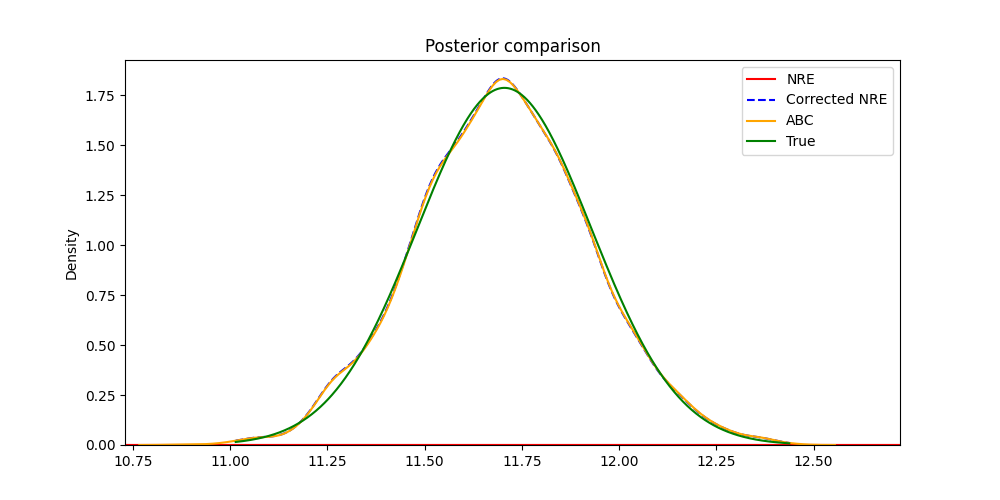 Posterior comparison
NRE
Corrected NRE
ABC
True
Density
1.75
1.50
1.25
1.00
0.75
0.50
0.25
0.00
10.75 11.00 11.25 11.50 11.75 12.00 12.25 12.50